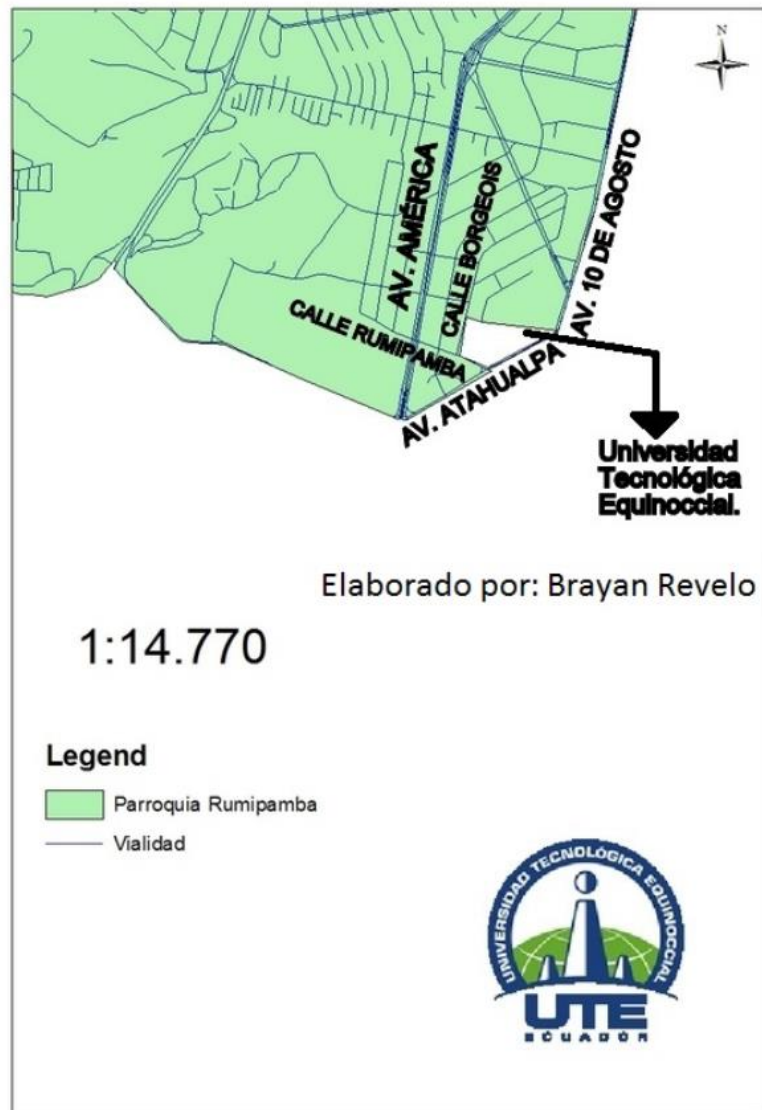 N
AV. AMÉRICA
CALLE BORGEOIS
AV. 10 DE AGOSTO
CALLE RUMIPAMBA
AV. ATAHUALPA
Universidad
Tecnológica
Equinoccial.
Elaborado por: Brayan Revelo
1:14.770
Legend
Parroquia Rumipamba
Vialidad
UNIVERSIDAD TECNOLÓGICA EQUINOCCIAL
UTE
ECUADOR